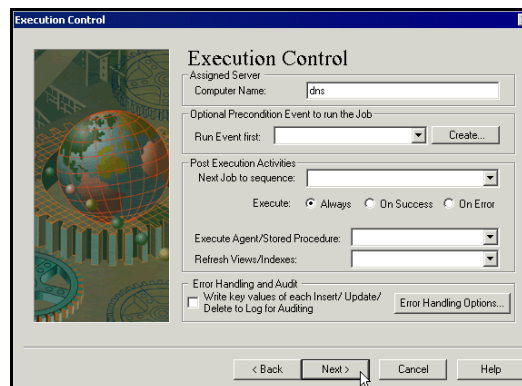 Execution Control
Execution Control
Assigned Server
Computer Name: dns
Optional Precondition Event to run the Job
Run Event first: Create...
Post Execution Activities
Next Job to sequence:
Execute: Always On Success On Error
Execute Agent/Stored Procedure:
Refresh Views/Indexes:
Error Handling and Audit
Write key values of each Insert/ Update/
Delete to Log for Auditing
Error Handling Options...
< Back Next > Cancel Help